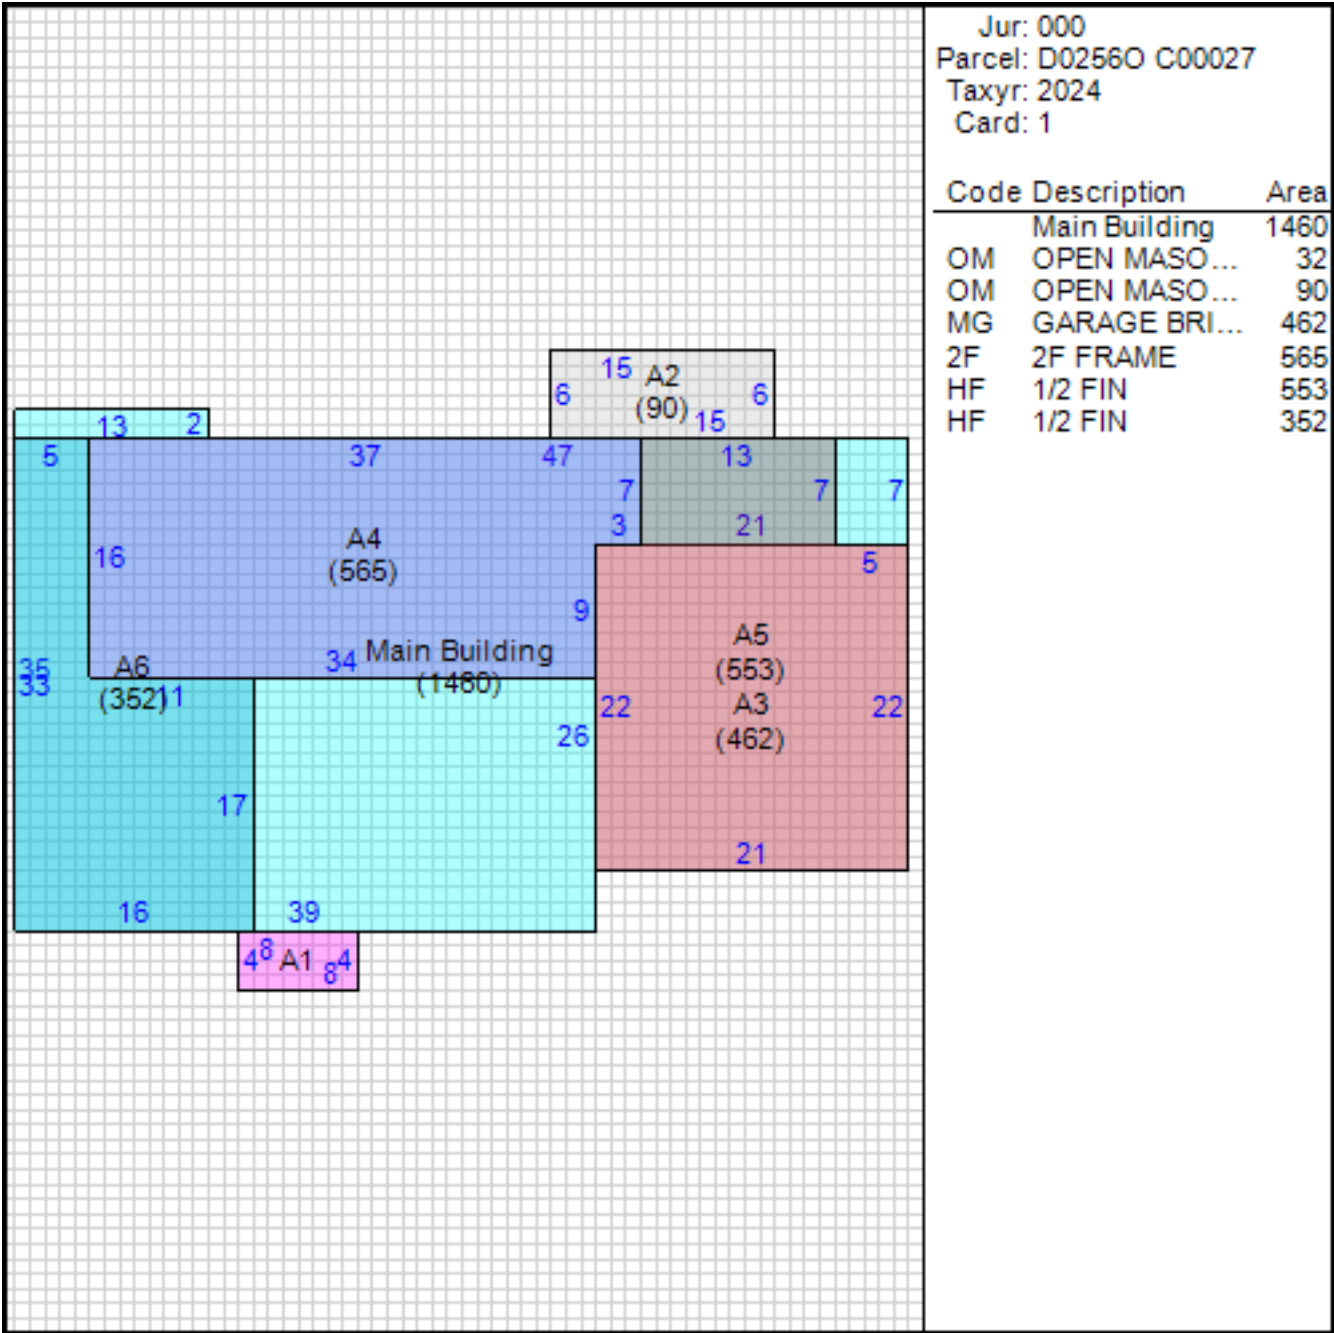 Jur: 000
Parcel: D0256O C00027
Taxyr: 2024
Card: 1
Code Description Area
Main Building 1460
OM OPEN MASO... 32
OM OPEN MASO... 90
MG GARAGE BRI... 462
2F 2F FRAME 565
HF 1/2 FIN 553
HF 1/2 FIN 352
15 A2
6 (90) 6
15
13 2
5 37 47 13
7 7 7
3 21
A4
16 (565) 5
9
A5
34 Main Building (553)
35 A6 (1460)
33 (352) 11
22 A3 22
26 (462)
17
21
16 39
4 8 A1 8 4